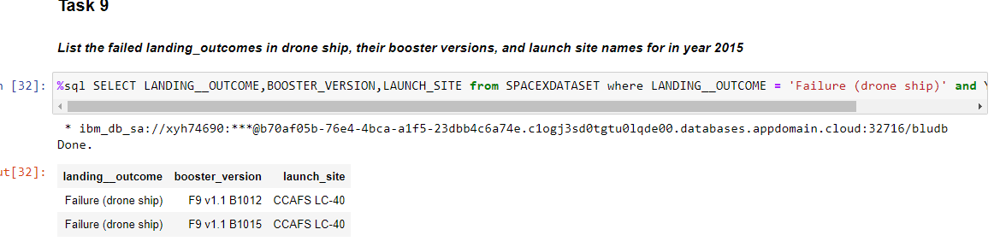 Task 9
List the failed landing_outcomes in drone ship, their booster versions, and launch site names for in year 2015
[32]: %sql SELECT LANDING__OUTCOME,BOOSTER_VERSION,LAUNCH_SITE from SPACEXDATASET where LANDING__OUTCOME = 'Failure (drone ship)' and
* ibm_db_sa://xyh74690:***@b70af05b-76e4-4bca-a1f5-23dbb4c6a74e.c1ogj3sd0tgtu0lqde00.databases.appdomain.cloud:32716/bludb
Done.
ut[32]:
landing__outcome booster_version launch_site
Failure (drone ship) F9 v1.1 B1012 CCAFS LC-40
Failure (drone ship) F9 v1.1 B1015 CCAFS LC-40